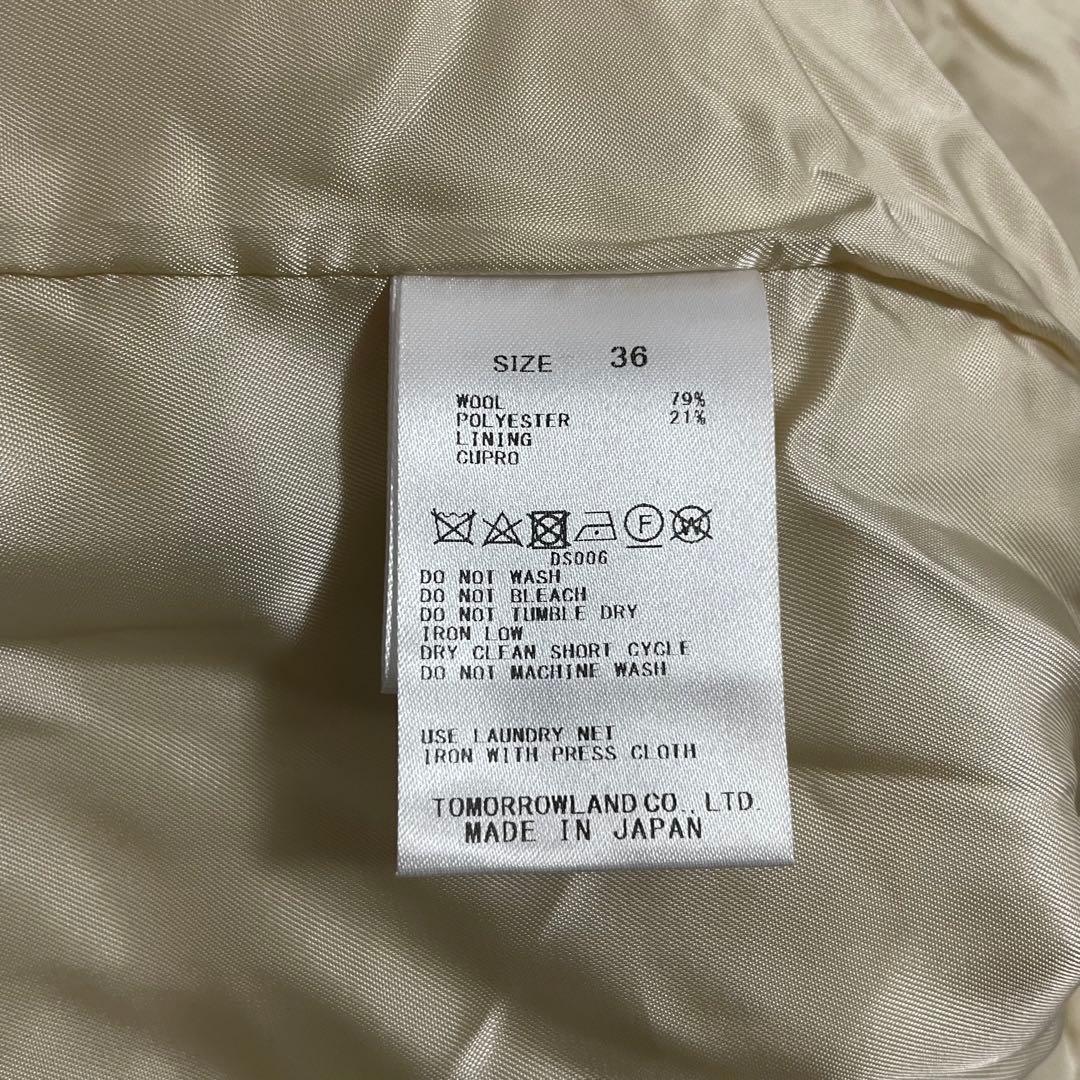 SIZE 36
WOOL 79%
POLYESTER 21%
LINING
CUPRO
F W
DS006
DO NOT WASH
DO NOT BLEACH
DO NOT TUMBLE DRY
IRON LOW
DRY CLEAN SHORT CYCLE
DO NOT MACHINE WASH
USE LAUNDRY NET
IRON WITH PRESS CLOTH
TOMORROWLAND CO., LTD.
MADE IN JAPAN